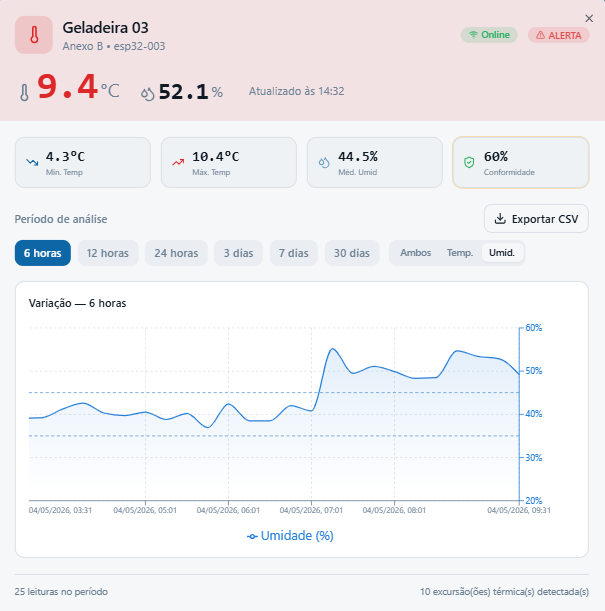 Geladeira 03
Anexo B • esp32-003
Online
ALERTA
9.4°C
52.1%
Atualizado às 14:32
4.3°C
Mín. Temp
10.4°C
Máx. Temp
44.5%
Méd. Umid
60%
Conformidade
Período de análise
Exportar CSV
6 horas
12 horas
24 horas
3 dias
7 dias
30 dias
Ambos
Temp.
Umid.
Variação — 6 horas
60%
50%
40%
30%
20%
04/05/2026, 03:31
04/05/2026, 05:01
04/05/2026, 06:01
04/05/2026, 07:01
04/05/2026, 08:01
04/05/2026, 09:31
Umidade (%)
25 leituras no período
10 excursão(ões) térmica(s) detectada(s)